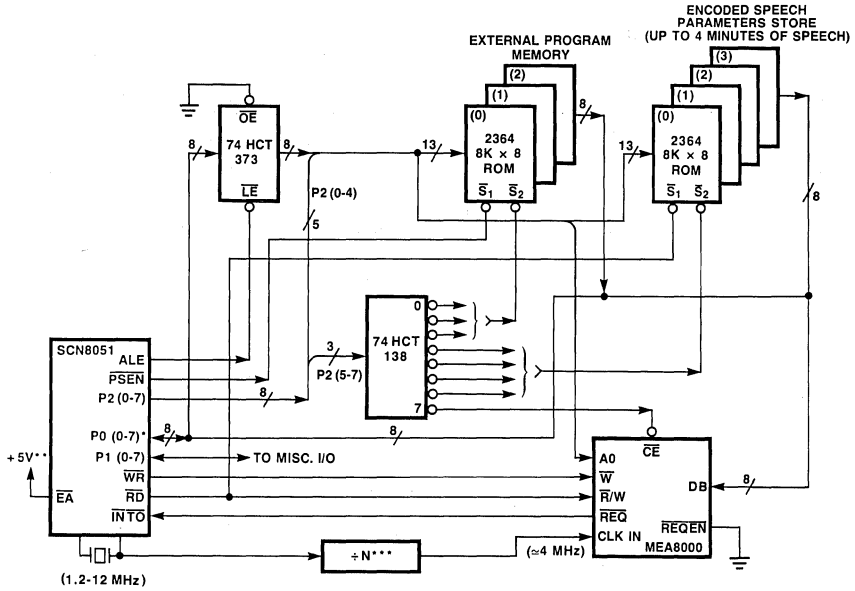 ENCODED SPEECH
PARAMETERS STORE
(UP TO 4 MINUTES OF SPEECH)
EXTERNAL PROGRAM
MEMORY
(3)
(2)
(2)
(1)
(1)
(0)
(0)
OE
74 HCT
373
LE
8
8
13
2364
8K × 8
ROM
S1 S2
8
13
2364
8K × 8
ROM
S1 S2
8
P2 (0-4)
5
0
74 HCT
138
7
3
P2 (5-7)
SCN8051
ALE
PSEN
P2 (0-7)
8
P0 (0-7)*
8
8
P1 (0-7)
TO MISC. I/O
+5V**
EA
WR
RD
INT0
CE
A0
W
R/W
REQ
CLK IN
DB
8
REQEN
MEA8000
÷N***
(≃4 MHz)
(1.2-12 MHz)